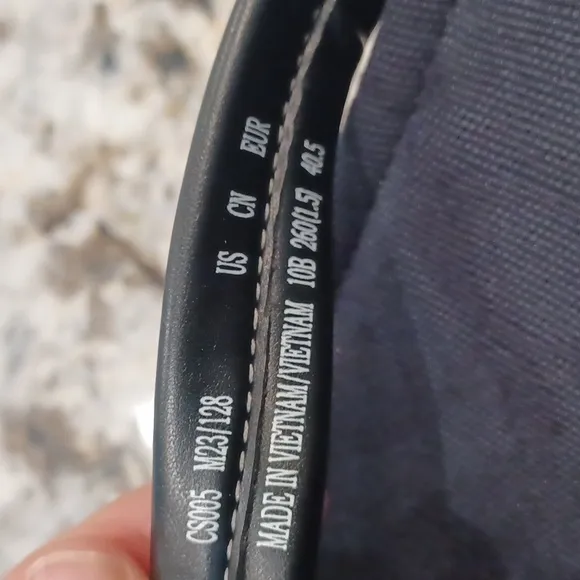 CS005 M23/128 US CN EUR
MADE IN VIETNAM/VIETNAM 10B 260(1.5) 40.5